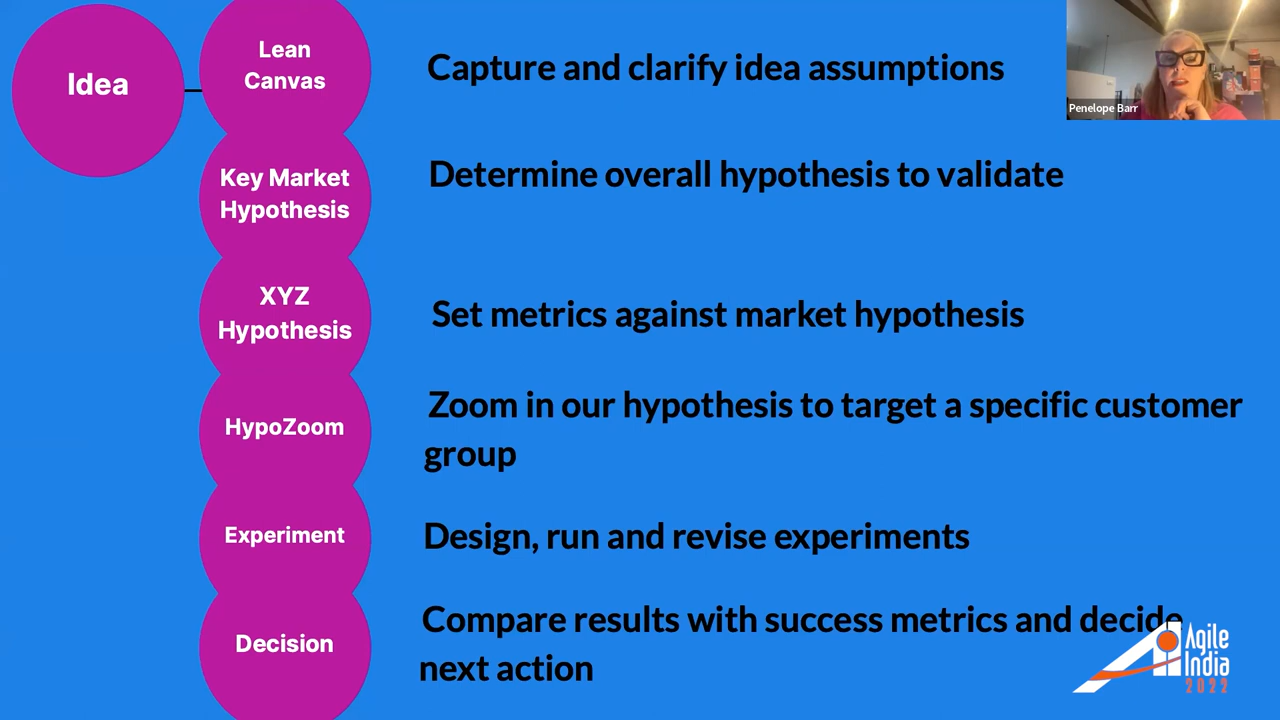 Idea
Lean
Canvas
Capture and clarify idea assumptions
Penelope Barr
Key Market
Hypothesis
Determine overall hypothesis to validate
XYZ
Hypothesis
Set metrics against market hypothesis
HypoZoom
Zoom in our hypothesis to target a specific customer
group
Experiment
Design, run and revise experiments
Decision
Compare results with success metrics and decide
next action
Agile
India
2022